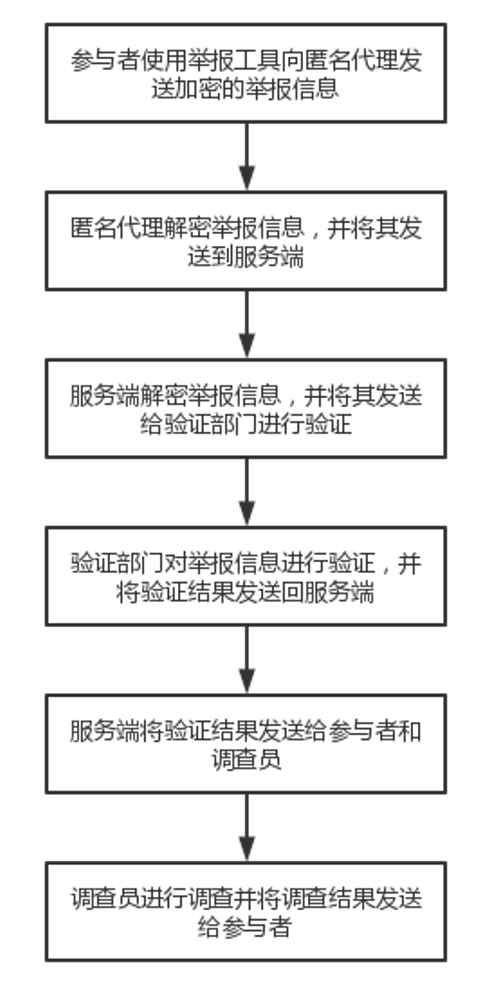 参与者使用举报工具向匿名代理发
送加密的举报信息
匿名代理解密举报信息，并将其发
送到服务端
服务端解密举报信息，并将其发送
给验证部门进行验证
验证部门对举报信息进行验证，并
将验证结果发送回服务端
服务端将验证结果发送给参与者和
调查员
调查员进行调查并将调查结果发送
给参与者